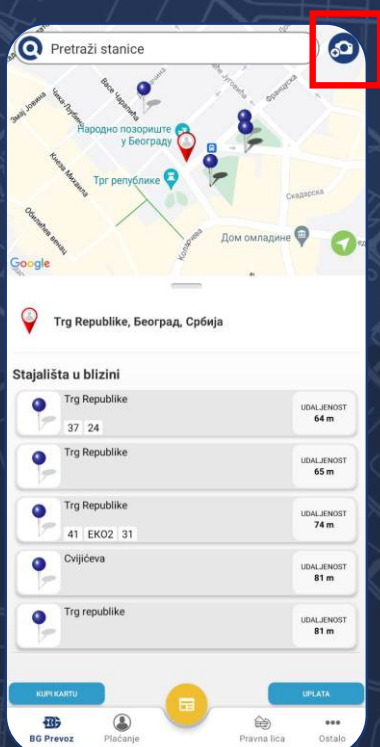 Pretraži stanice
Змај Јовина
Чика-Љубина
Васе Чарапића
Француска
Народно позориште
у Београду
Кнеза Михаила
Трг републике
Скадарска
Обилићев венац
Коларчева
Дом омладине
Google
Trg Republike, Београд, Србија
Stajališta u blizini
Trg Republike
37 24
UDALJENOST
64 m
Trg Republike
UDALJENOST
65 m
Trg Republike
41 EKO2 31
UDALJENOST
74 m
Cvijićeva
UDALJENOST
81 m
Trg republike
UDALJENOST
81 m
KUPI KARTU
UPLATA
BG Prevoz
Plaćanje
Pravna lica
Ostalo